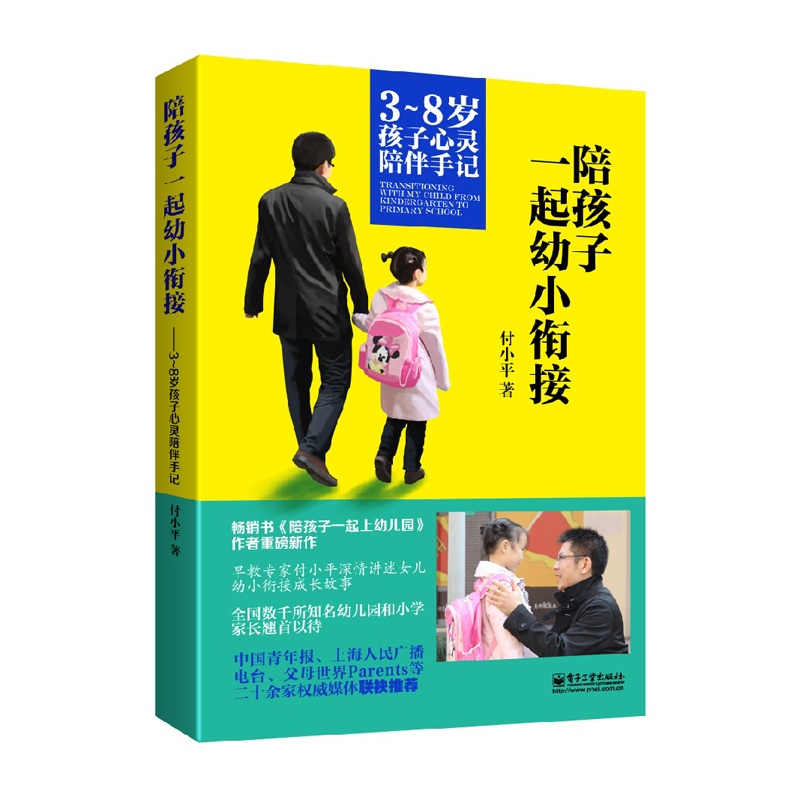 陪孩子一起幼小衔接
——3~8岁孩子心灵陪伴手记
付小平 著
3~8岁
孩子心灵
陪伴手记
TRANSITIONING
WITH MY CHILD FROM
KINDERGARTEN TO
PRIMARY SCHOOL
陪孩子
一起幼小衔接
付小平 著
畅销书《陪孩子一起上幼儿园》
作者重磅新作
早教专家付小平深情讲述女儿
幼小衔接成长故事
全国数千所知名幼儿园和小学
家长翘首以待
中国青年报、上海人民广播
电台、父母世界Parents等
二十余家权威媒体联袂推荐
电子工业出版社
http://www.phei.com.cn